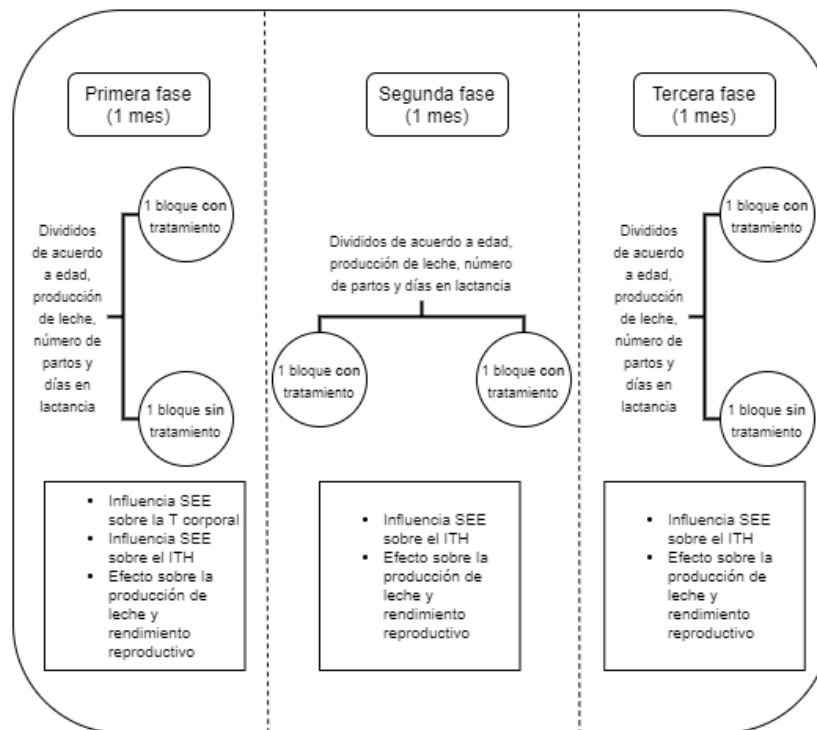 Primera fase
(1 mes)
1 bloque con
tratamiento
Divididos
de acuerdo
a edad,
producción
de leche,
número de
partos y
días en
lactancia
1 bloque sin
tratamiento
• Influencia SEE
sobre la T corporal
• Influencia SEE
sobre el ITH
• Efecto sobre la
producción de
leche y
rendimiento
reproductivo
Segunda fase
(1 mes)
Divididos de acuerdo a edad,
producción de leche, número
de partos y días en lactancia
1 bloque con
tratamiento
1 bloque con
tratamiento
• Influencia SEE
sobre el ITH
• Efecto sobre la
producción de
leche y
rendimiento
reproductivo
Tercera fase
(1 mes)
1 bloque con
tratamiento
Divididos
de acuerdo
a edad,
producción
de leche,
número de
partos y
días en
lactancia
1 bloque sin
tratamiento
• Influencia SEE
sobre el ITH
• Efecto sobre la
producción de
leche y
rendimiento
reproductivo